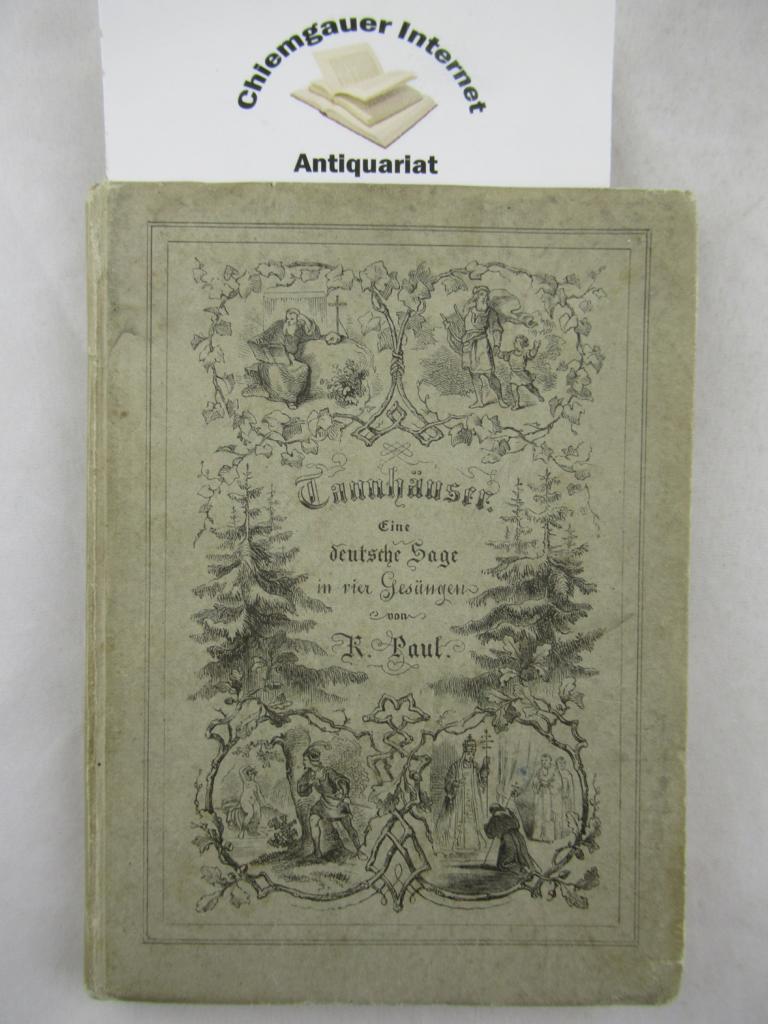 Chiemgauer Internet
Antiquariat
Tannhäuser.
Eine
deutsche Sage
in vier Gesängen
von
R. Paul.